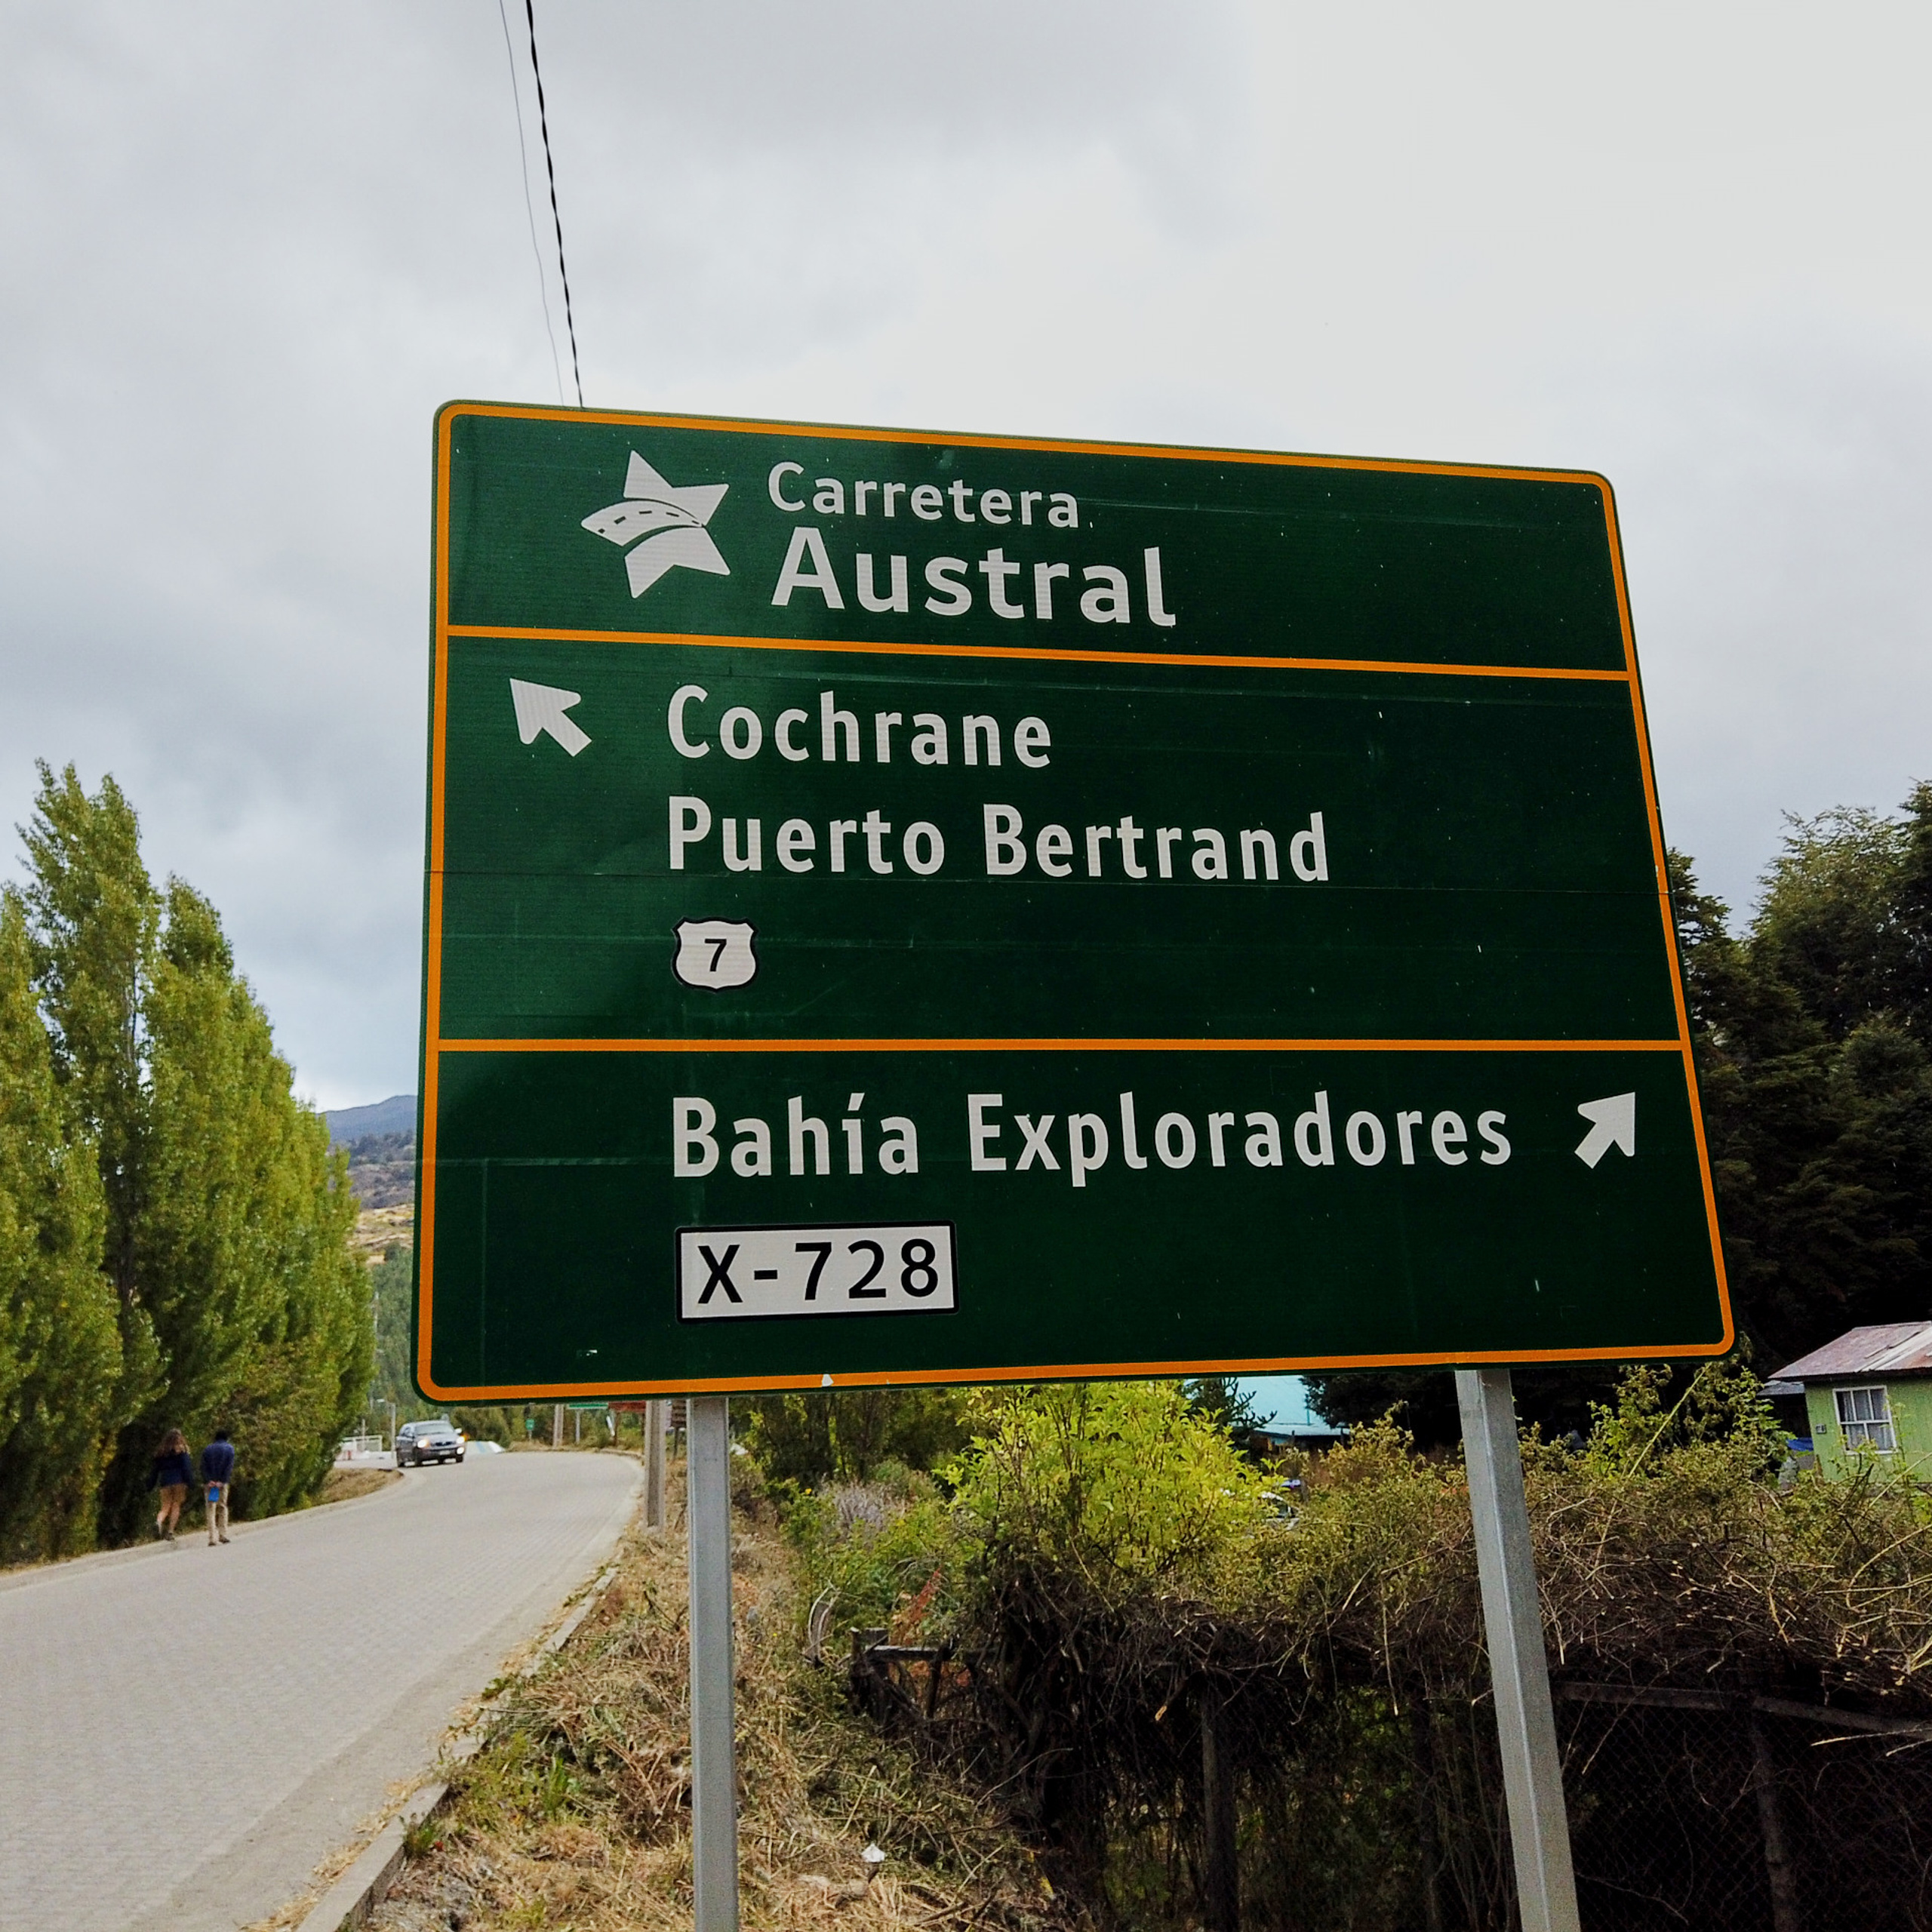 Carretera
Austral
Cochrane
Puerto Bertrand
7
Bahía Exploradores
X-728